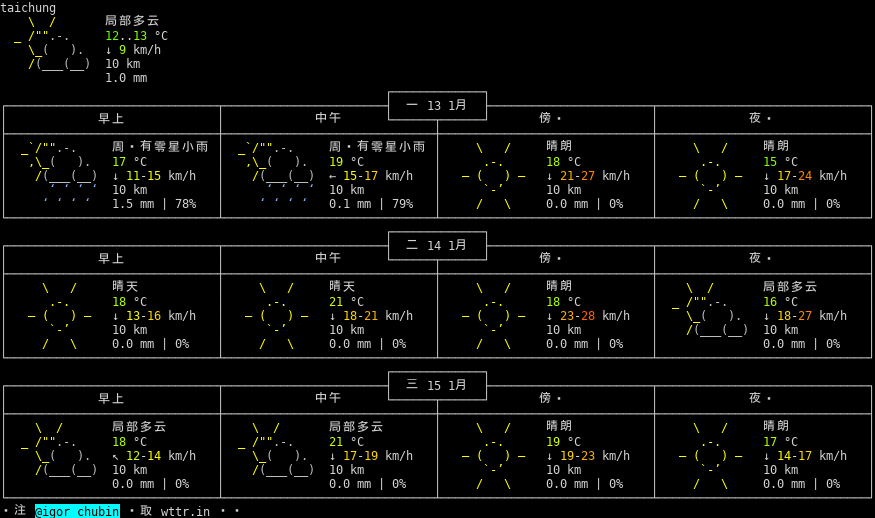 taichung
局部多云
12..13 °C
↓ 9 km/h
10 km
1.0 mm
一 13 1月
早上 中午 傍・ 夜・
周・有零星小雨 周・有零星小雨 晴朗 晴朗
17 °C 19 °C 18 °C 15 °C
↓ 11-15 km/h ← 15-17 km/h ↓ 21-27 km/h ↓ 17-24 km/h
10 km 10 km 10 km 10 km
1.5 mm | 78% 0.1 mm | 79% 0.0 mm | 0% 0.0 mm | 0%
二 14 1月
早上 中午 傍・ 夜・
晴天 晴天 晴朗 局部多云
18 °C 21 °C 18 °C 16 °C
↓ 13-16 km/h ↓ 18-21 km/h ↓ 23-28 km/h ↓ 18-27 km/h
10 km 10 km 10 km 10 km
0.0 mm | 0% 0.0 mm | 0% 0.0 mm | 0% 0.0 mm | 0%
三 15 1月
早上 中午 傍・ 夜・
局部多云 局部多云 晴朗 晴朗
18 °C 21 °C 19 °C 17 °C
↖ 12-14 km/h ↓ 17-19 km/h ↓ 19-23 km/h ↓ 14-17 km/h
10 km 10 km 10 km 10 km
0.0 mm | 0% 0.0 mm | 0% 0.0 mm | 0% 0.0 mm | 0%
・注 @igor_chubin ・取 wttr.in ・・